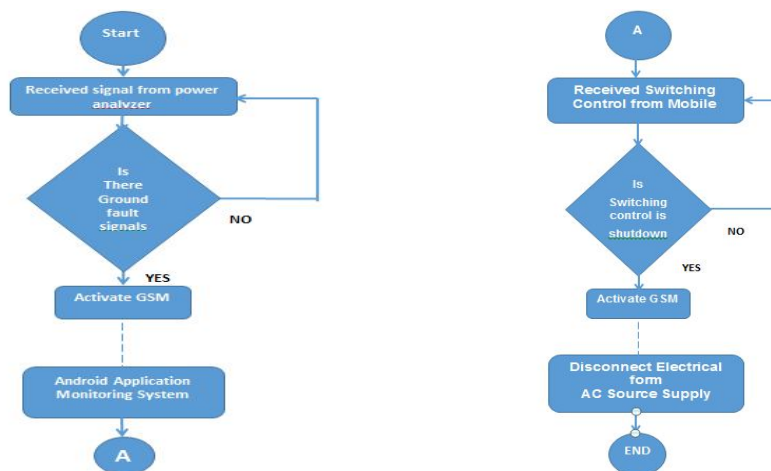 Start
Received signal from power
analyzer
Is
There
Ground
fault
signals
NO
YES
Activate GSM
Android Application
Monitoring System
A
A
Received Switching
Control from Mobile
Is
Switching
control is
shutdown
NO
YES
Activate GSM
Disconnect Electrical
form
AC Source Supply
END